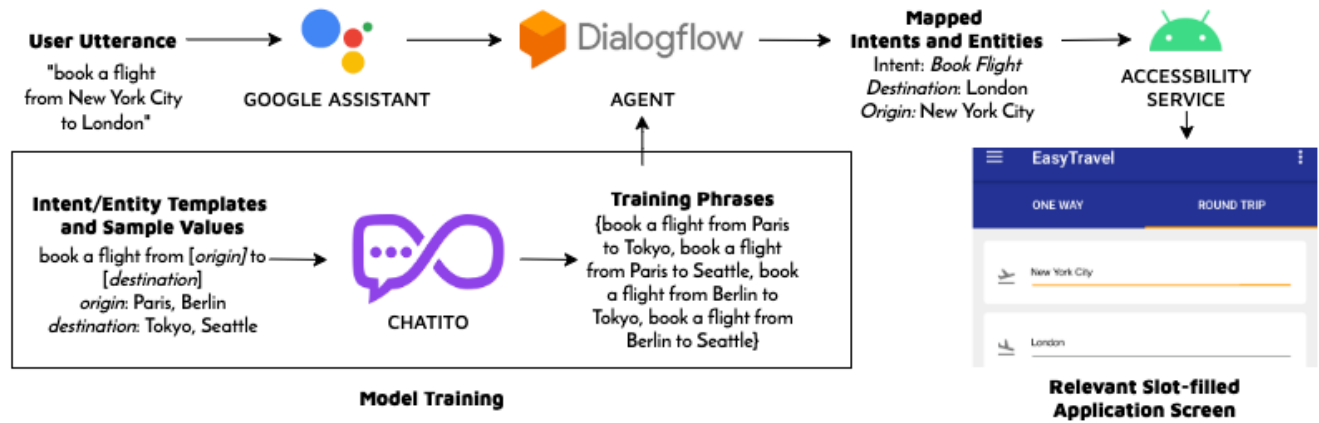 User Utterance
"book a flight
from New York City
to London"
GOOGLE ASSISTANT
Dialogflow
AGENT
Mapped
Intents and Entities
Intent: Book Flight
Destination: London
Origin: New York City
ACCESSBILITY
SERVICE
Intent/Entity Templates
and Sample Values
book a flight from [origin] to
[destination]
origin: Paris, Berlin
destination: Tokyo, Seattle
CHATITO
Training Phrases
{book a flight from Paris
to Tokyo, book a flight
from Paris to Seattle, book
a flight from Berlin to
Tokyo, book a flight from
Berlin to Seattle}
Model Training
EasyTravel
ONE WAY
ROUND TRIP
New York City
London
Relevant Slot-filled
Application Screen